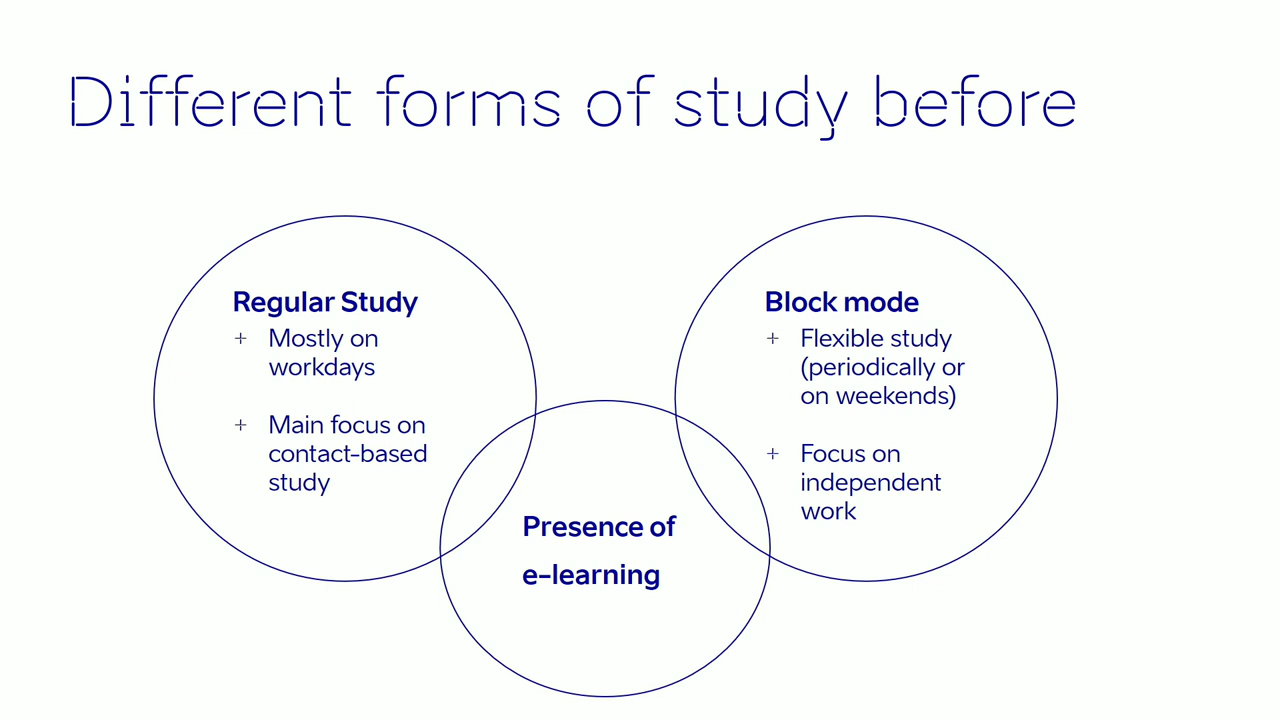 Different forms of study before
Regular Study
+ Mostly on
workdays
+ Main focus on
contact-based
study
Block mode
+ Flexible study
(periodically or
on weekends)
+ Focus on
independent
work
Presence of
e-learning